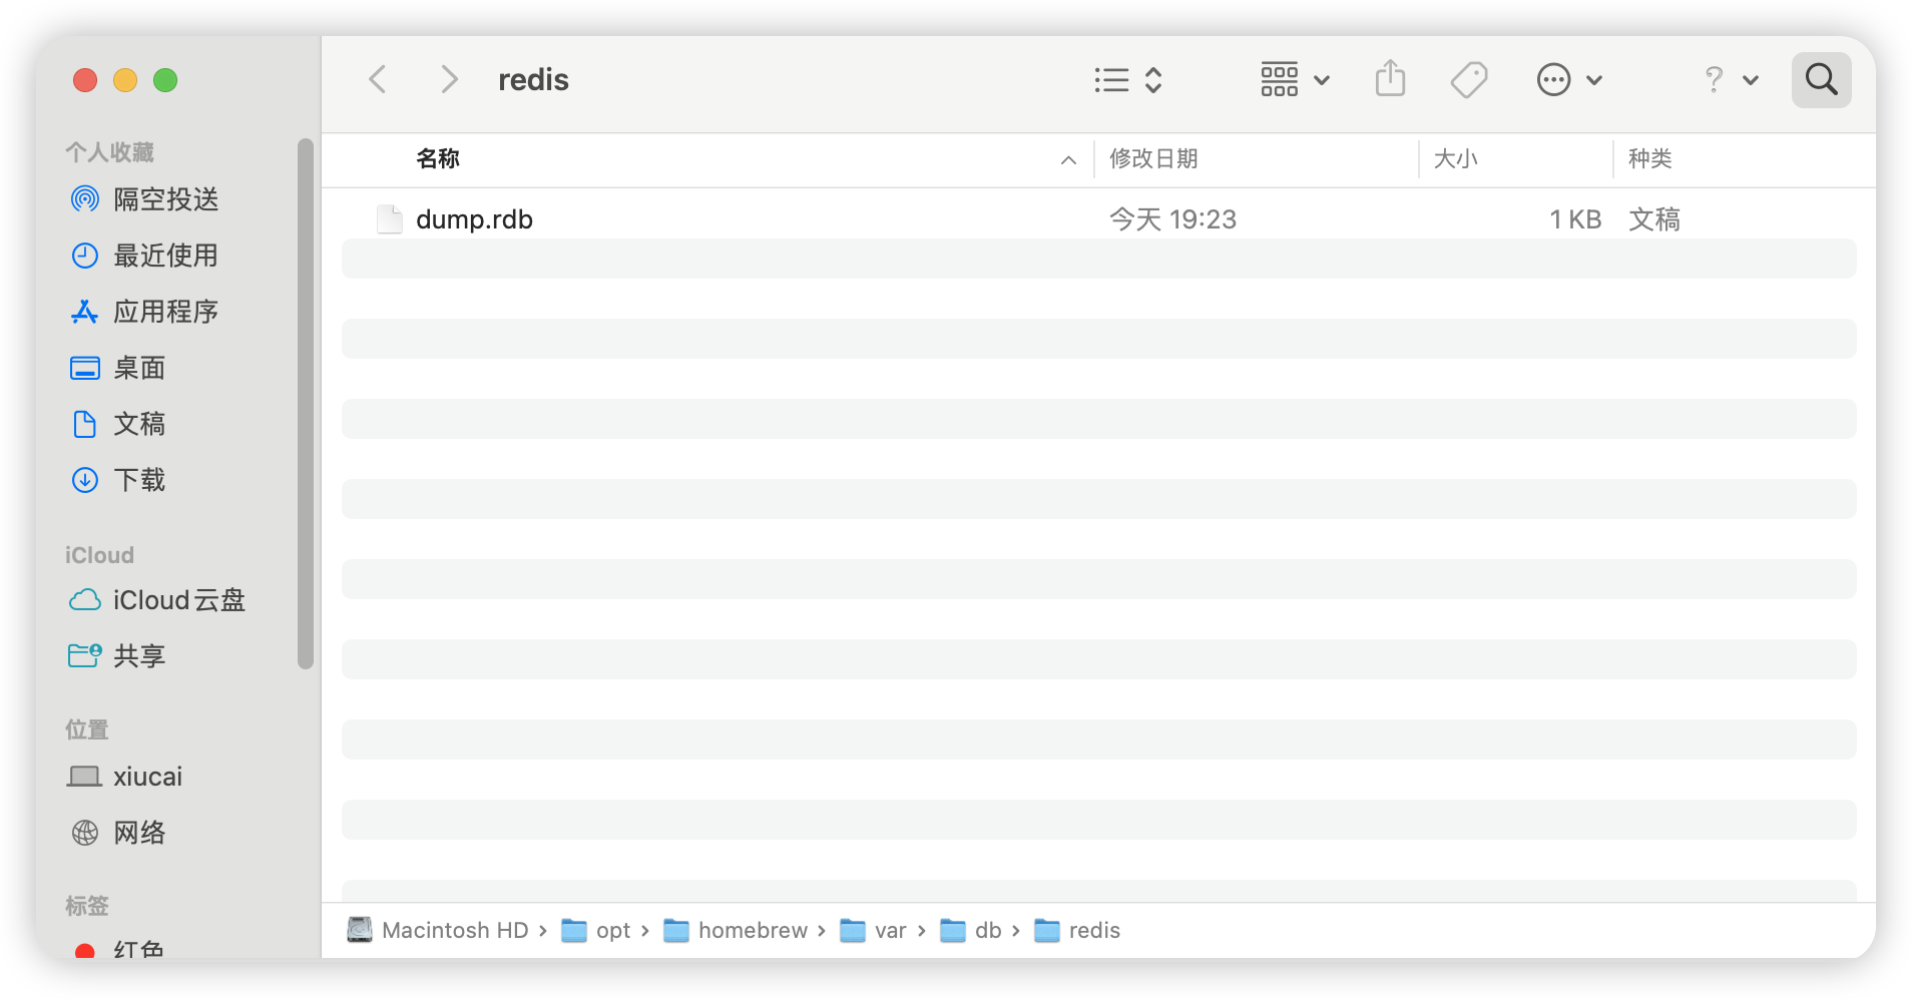 redis
?
个人收藏
隔空投送
最近使用
应用程序
桌面
文稿
下载
iCloud
iCloud云盘
共享
位置
xiucai
网络
标签
红色
名称 修改日期 大小 种类
dump.rdb 今天 19:23 1 KB 文稿
Macintosh HD › opt › homebrew › var › db › redis